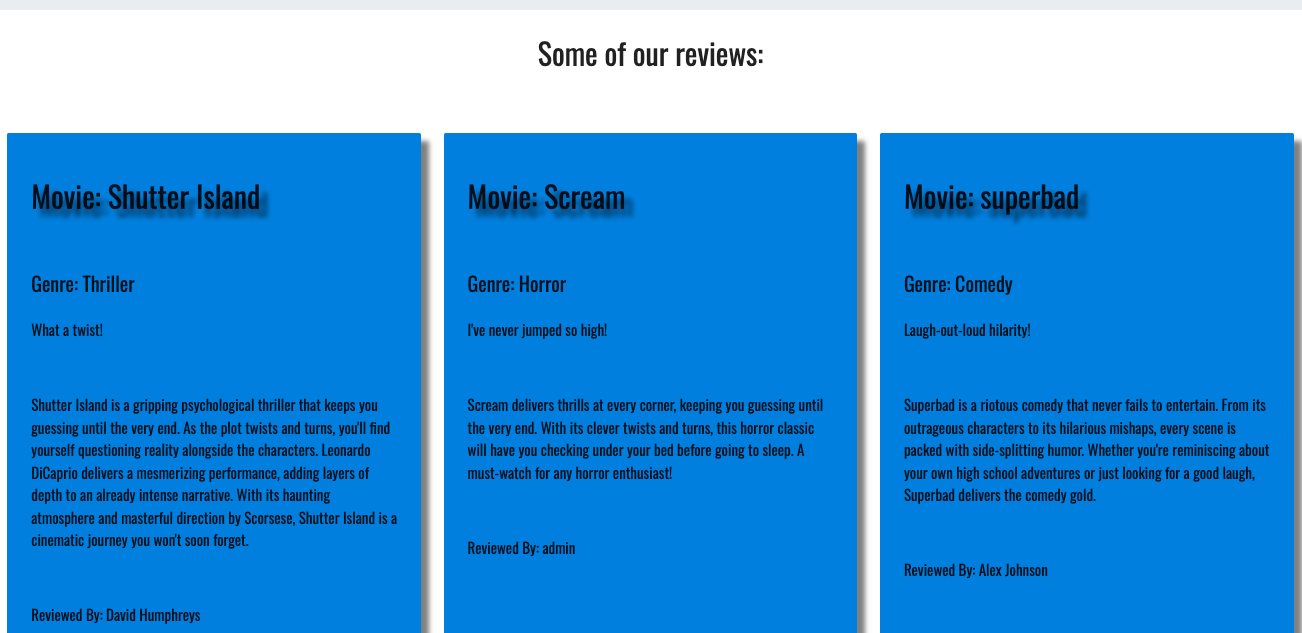 Some of our reviews:
Movie: Shutter Island
Genre: Thriller
What a twist!
Shutter Island is a gripping psychological thriller that keeps you
guessing until the very end. As the plot twists and turns, you'll find
yourself questioning reality alongside the characters. Leonardo
DiCaprio delivers a mesmerizing performance, adding layers of
depth to an already intense narrative. With its haunting
atmosphere and masterful direction by Scorsese, Shutter Island is a
cinematic journey you won't soon forget.
Reviewed By: David Humphreys
Movie: Scream
Genre: Horror
I've never jumped so high!
Scream delivers thrills at every corner, keeping you guessing until
the very end. With its clever twists and turns, this horror classic
will have you checking under your bed before going to sleep. A
must-watch for any horror enthusiast!
Reviewed By: admin
Movie: superbad
Genre: Comedy
Laugh-out-loud hilarity!
Superbad is a riotous comedy that never fails to entertain. From its
outrageous characters to its hilarious mishaps, every scene is
packed with side-splitting humor. Whether you're reminiscing about
your own high school adventures or just looking for a good laugh,
Superbad delivers the comedy gold.
Reviewed By: Alex Johnson